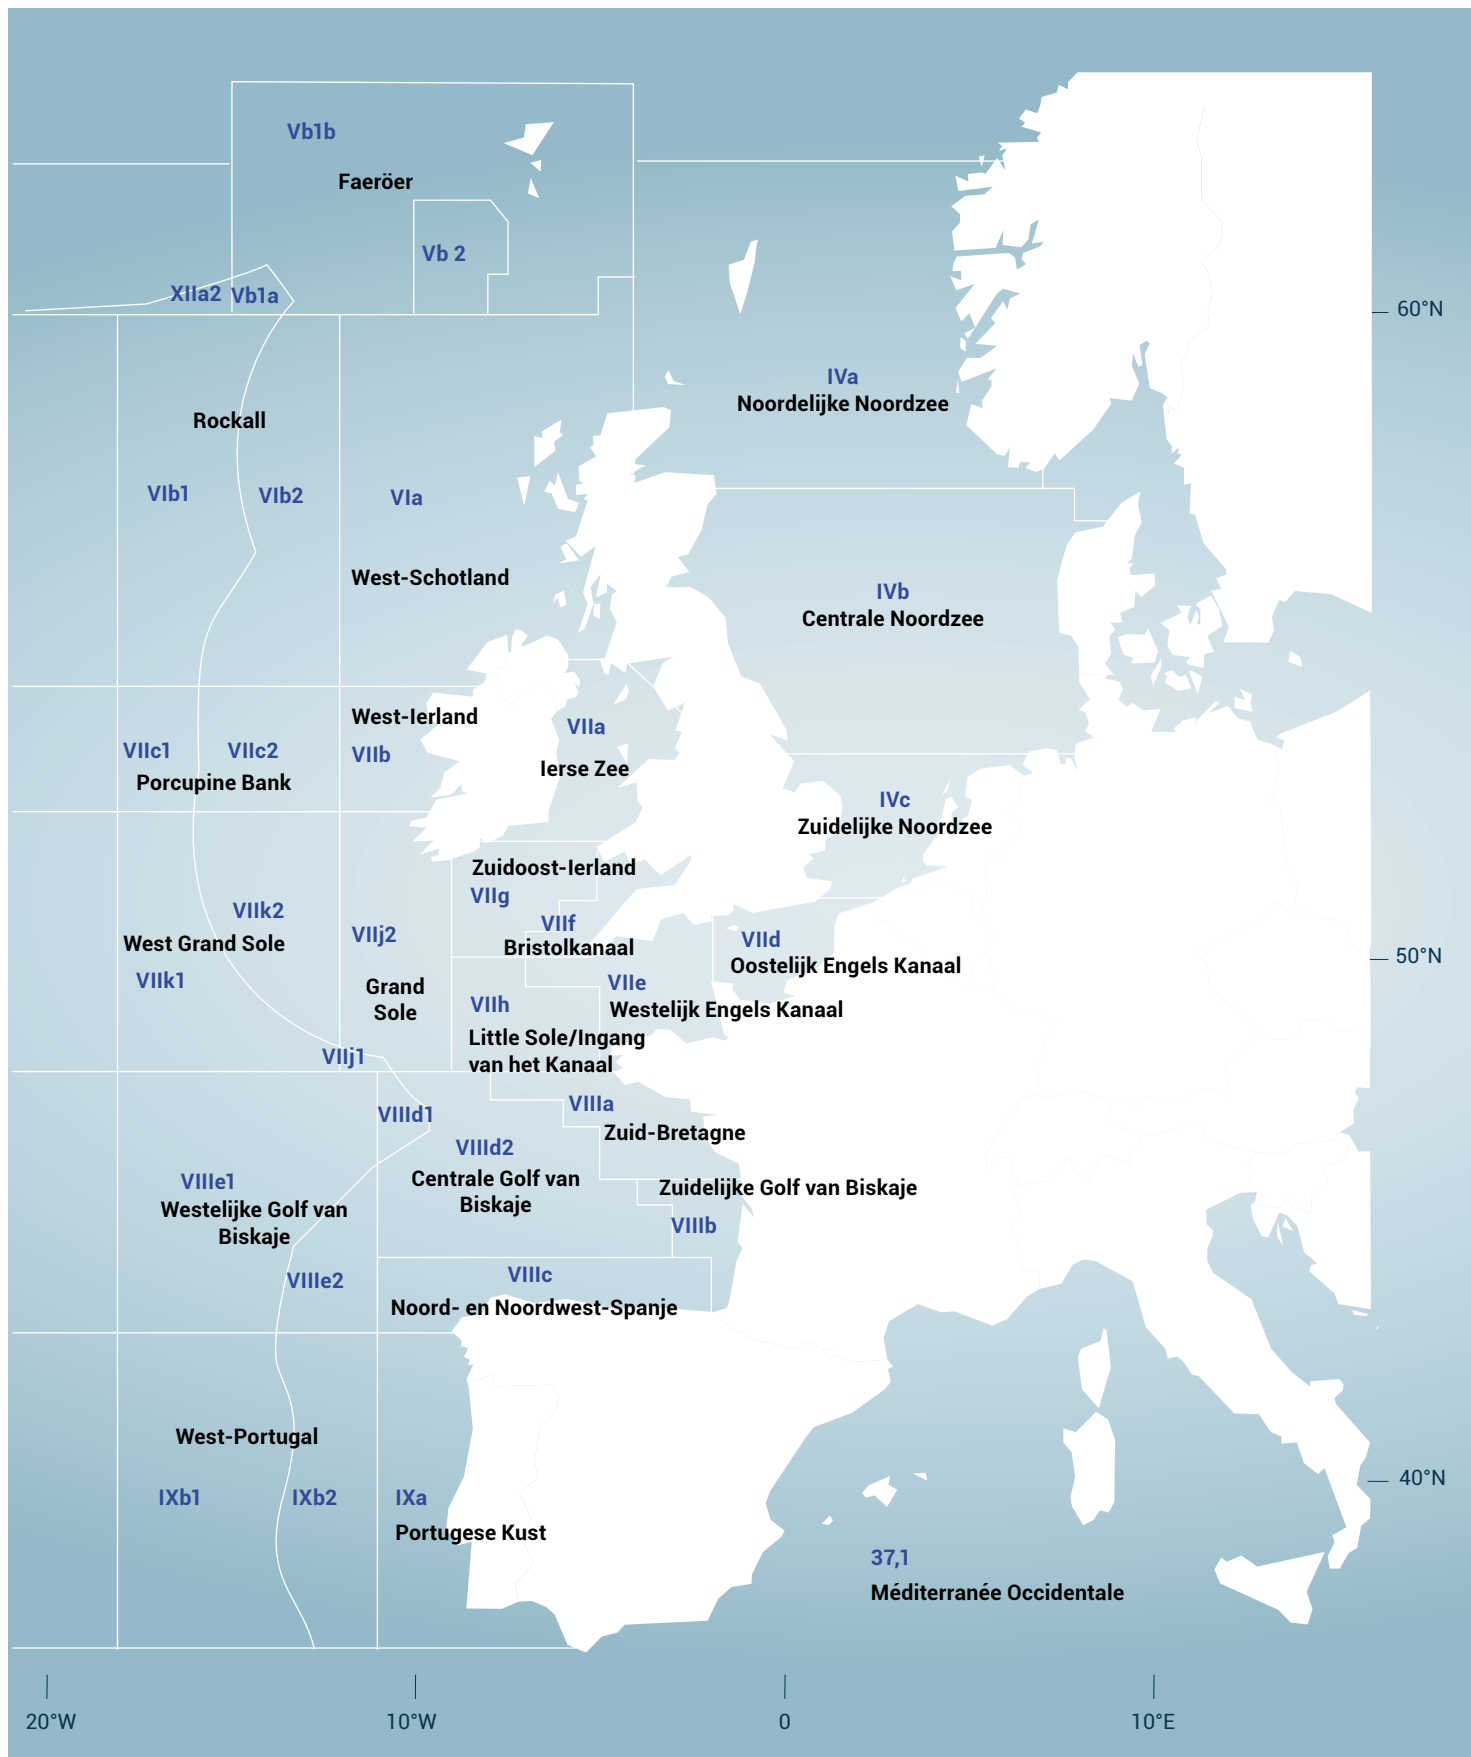 Vb1b
Faeröer
Vb 2
XIIa2
Vb1a
60°N
IVa
Noordelijke Noordzee
Rockall
VIb1
VIb2
VIa
West-Schotland
IVb
Centrale Noordzee
West-Ierland
VIIa
VIIc1
VIIc2
VIIb
Ierse Zee
Porcupine Bank
IVc
Zuidelijke Noordzee
Zuidoost-Ierland
VIIg
VIIk2
VIIf
West Grand Sole
VIIj2
Bristolkanaal
VIId
Oostelijk Engels Kanaal
50°N
VIIk1
Grand
Sole
VIIe
Westelijk Engels Kanaal
VIIh
Little Sole/Ingang
van het Kanaal
VIIj1
VIIId1
VIIIa
Zuid-Bretagne
VIIId2
Centrale Golf van
Biskaje
VIIIe1
Westelijke Golf van
Biskaje
Zuidelijke Golf van Biskaje
VIIIb
VIIIe2
VIIIc
Noord- en Noordwest-Spanje
West-Portugal
40°N
IXb1
IXb2
IXa
Portugese Kust
37,1
Méditerranée Occidentale
20°W
10°W
0
10°E